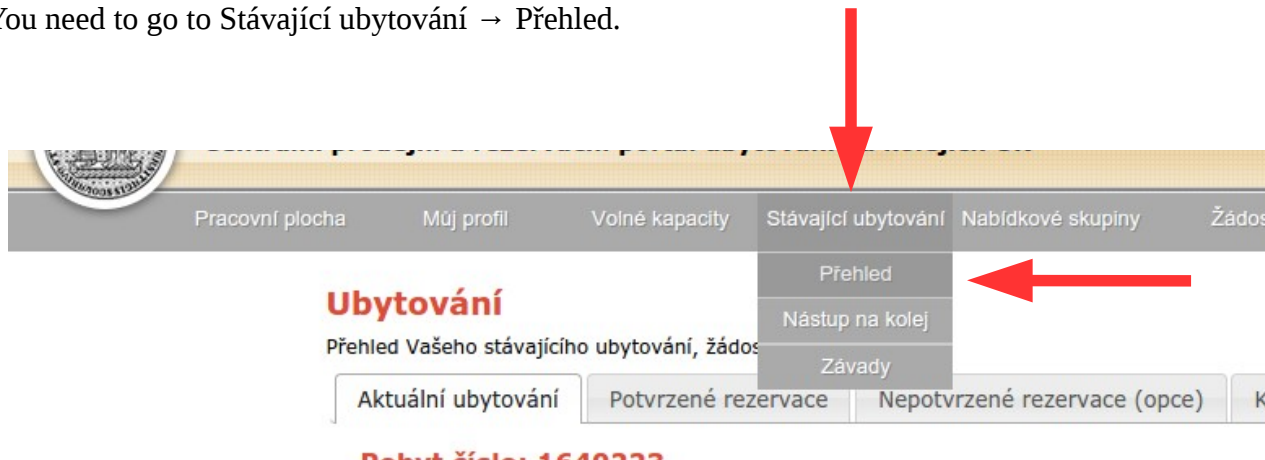 You need to go to Stávající ubytování → Přehled.
Pracovní plocha Můj profil Volné kapacity Stávající ubytování Nabídkové skupiny
Přehled
Nástup na kolej
Závady
Ubytování
Přehled Vašeho stávajícího ubytování,
Aktuální ubytování Potvrzené rezervace Nepotvrzené rezervace (opce)